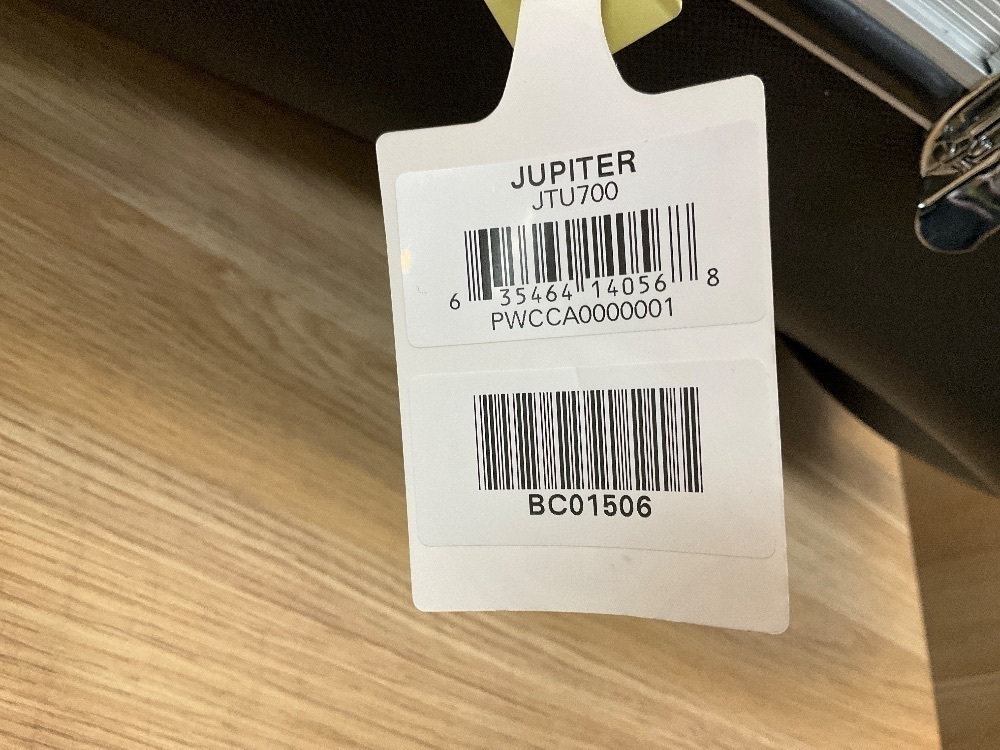 JUPITER
JTU700
6 35464 14056 8
PWCCA0000001
BC01506